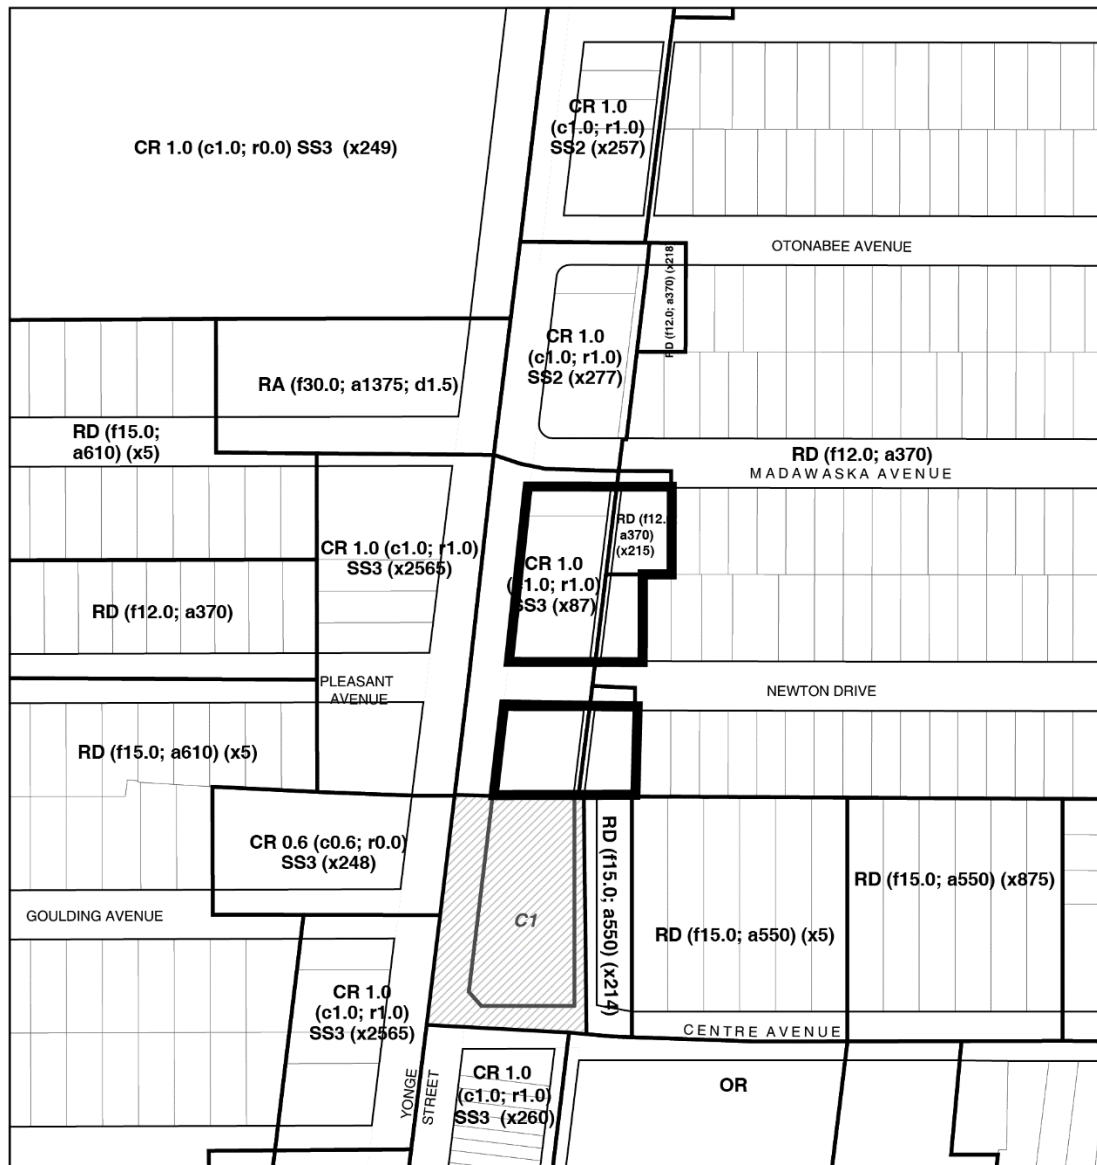 CR 1.0
(c1.0; r1.0)
SS2 (x257)
CR 1.0 (c1.0; r0.0) SS3 (x249)
OTONABEE AVENUE
RD (f12.0; a370) (x218)
CR 1.0
(c1.0; r1.0)
SS2 (x277)
RA (f30.0; a1375; d1.5)
RD (f15.0;
a610) (x5)
RD (f12.0; a370)
MADAWASKA AVENUE
RD (f12.
a370)
(x215)
CR 1.0 (c1.0; r1.0)
SS3 (x2565)
CR 1.0
(c1.0; r1.0)
SS3 (x87)
RD (f12.0; a370)
PLEASANT
AVENUE
NEWTON DRIVE
RD (f15.0; a610) (x5)
CR 0.6 (c0.6; r0.0)
SS3 (x248)
RD (f15.0; a550) (x214)
RD (f15.0; a550) (x875)
GOULDING AVENUE
C1
RD (f15.0; a550) (x5)
CR 1.0
(c1.0; r1.0)
SS3 (x2565)
CENTRE AVENUE
YONGE
STREET
CR 1.0
(c1.0; r1.0)
SS3 (x260)
OR